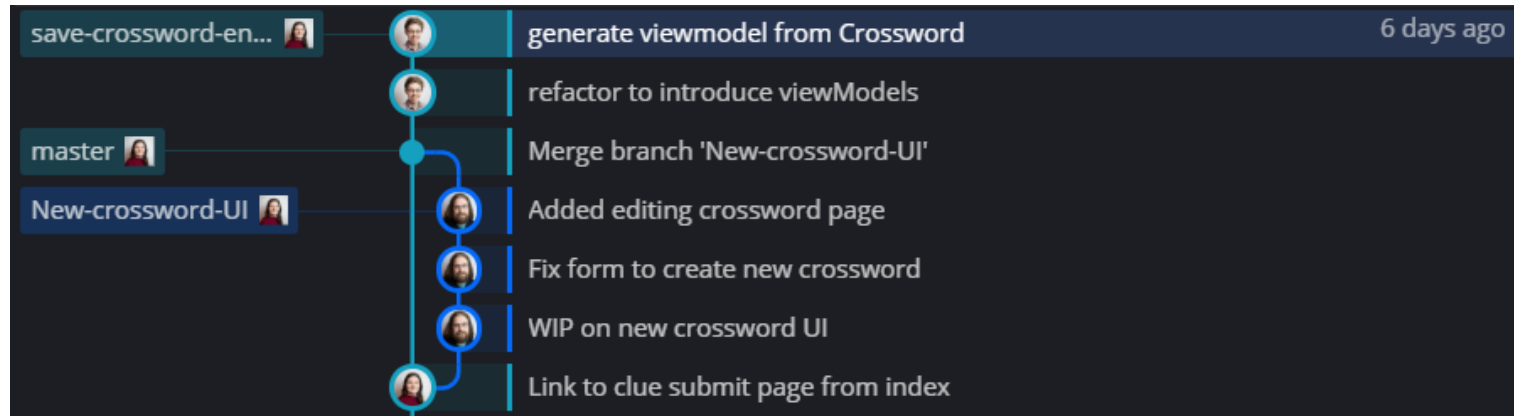 save-crossword-en... generate viewmodel from Crossword 6 days ago
refactor to introduce viewModels
master Merge branch 'New-crossword-UI'
New-crossword-UI Added editing crossword page
Fix form to create new crossword
WIP on new crossword UI
Link to clue submit page from index